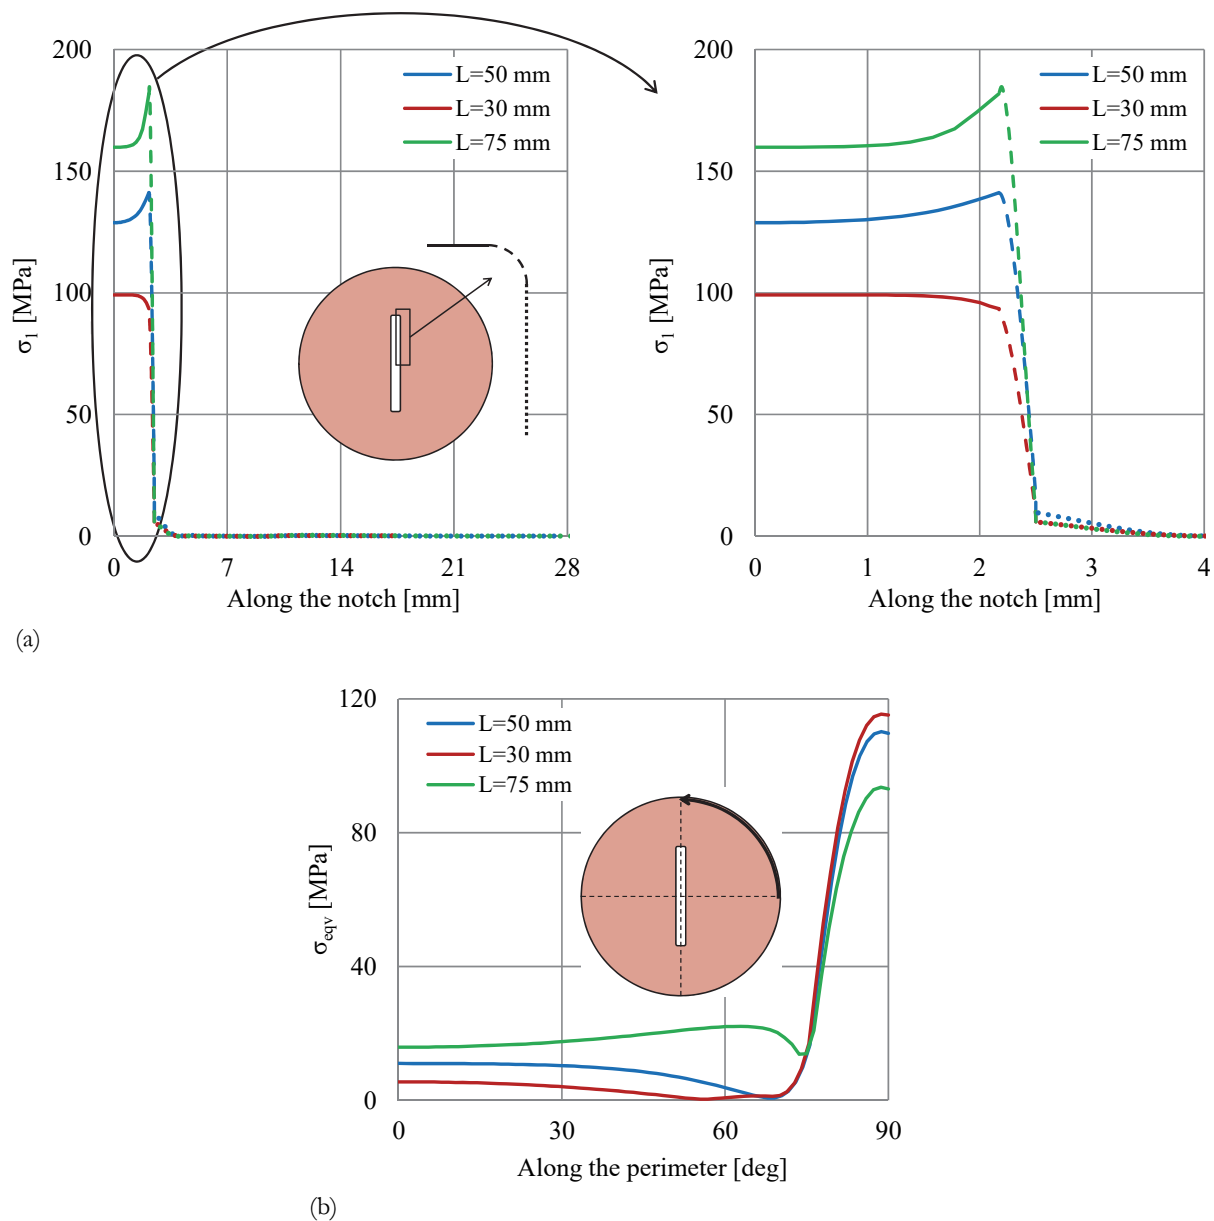 200
150
100
50
0
σ1 [MPa]
L=50 mm
L=30 mm
L=75 mm
0 7 14 21 28
Along the notch [mm]
200
150
100
50
0
σ1 [MPa]
L=50 mm
L=30 mm
L=75 mm
0 1 2 3 4
Along the notch [mm]
(a)
120
80
40
0
σeqv [MPa]
L=50 mm
L=30 mm
L=75 mm
0 30 60 90
Along the perimeter [deg]
(b)